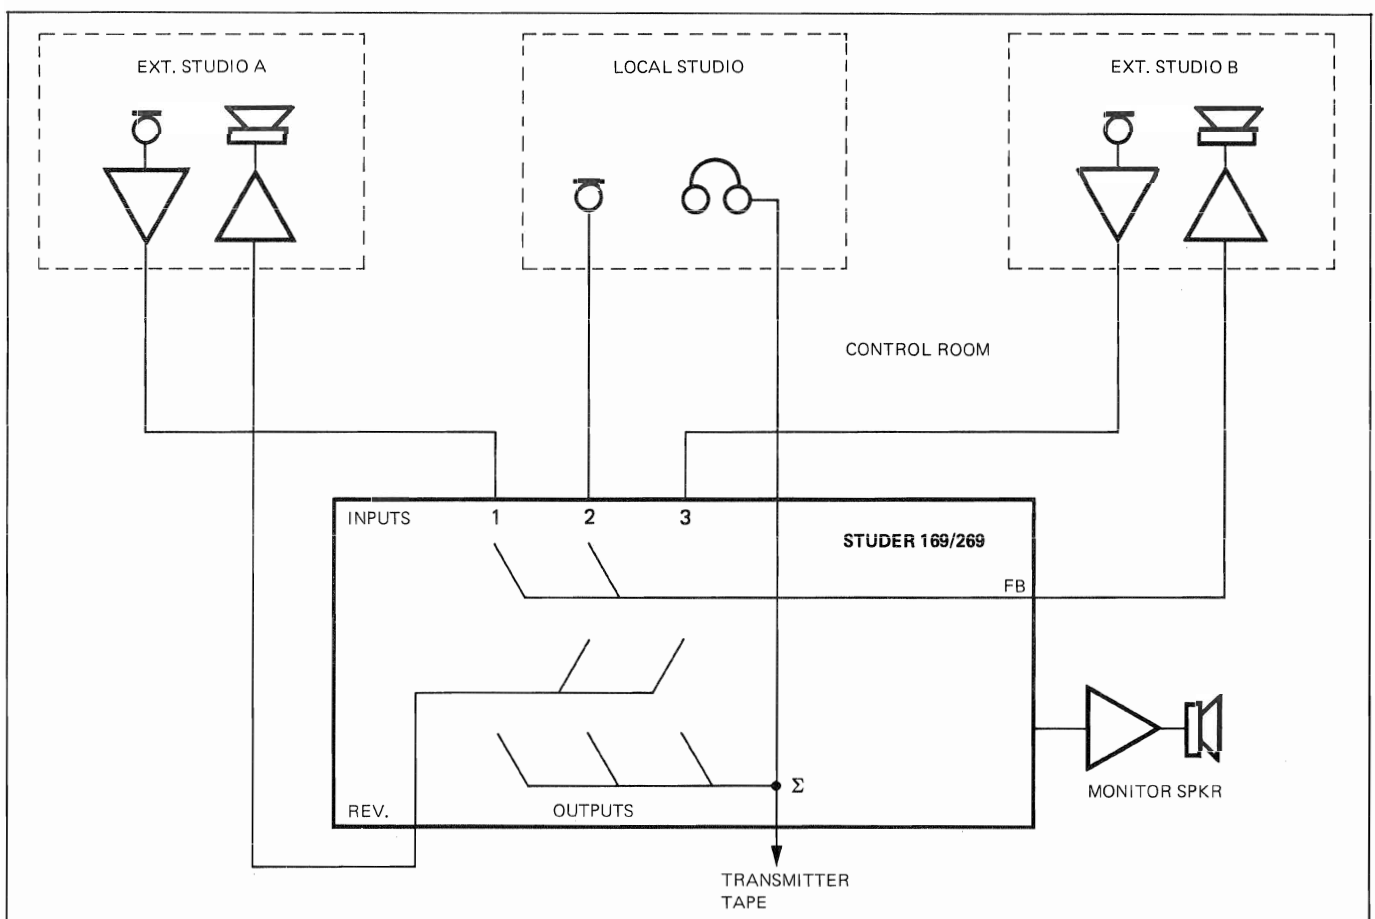 EXT. STUDIO A
LOCAL STUDIO
EXT. STUDIO B
CONTROL ROOM
INPUTS 1 2 3
STUDER 169/269
FB
Σ
MONITOR SPKR
REV. OUTPUTS
TRANSMITTER
TAPE